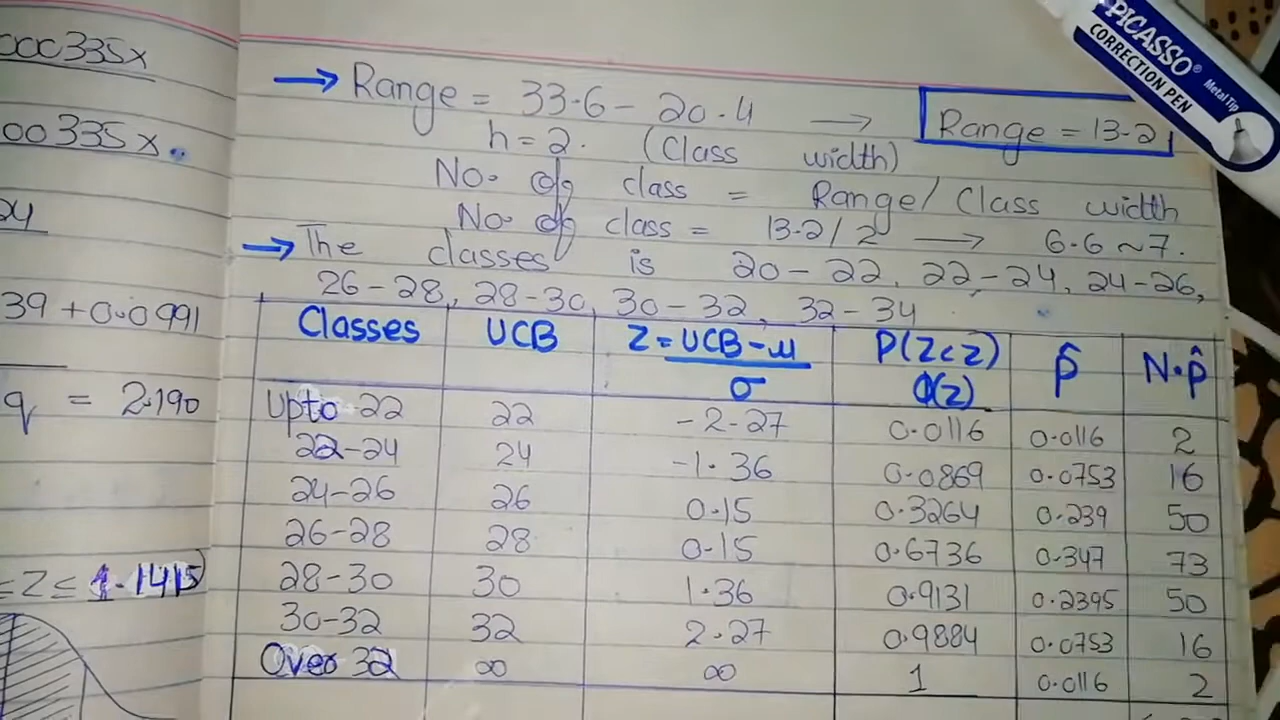 000335x
00335x.
24
39 + 0.0991
q = 2.190
≤ Z ≤ 1.1415
PICASSO®
CORRECTION PEN
Metal Tip
→ Range = 33.6 - 20.4 → Range = 13.2
h = 2. (Class width)
No. of class = Range/Class width
No. of class = 13.2/2 → 6.6 ~ 7.
→ The classes is 20-22, 22-24, 24-26,
26-28, 28-30, 30-32, 32-34
Classes UCB Z = UCB-μ/σ P(Z<z) Φ(z) p̂ N.p̂
Upto 22 22 -2.27 0.0116 0.0116 2
22-24 24 -1.36 0.0869 0.0753 16
24-26 26 0.15 0.3264 0.239 50
26-28 28 0.15 0.6736 0.347 73
28-30 30 1.36 0.9131 0.2395 50
30-32 32 2.27 0.9884 0.0753 16
Over 32 ∞ ∞ 1 0.0116 2